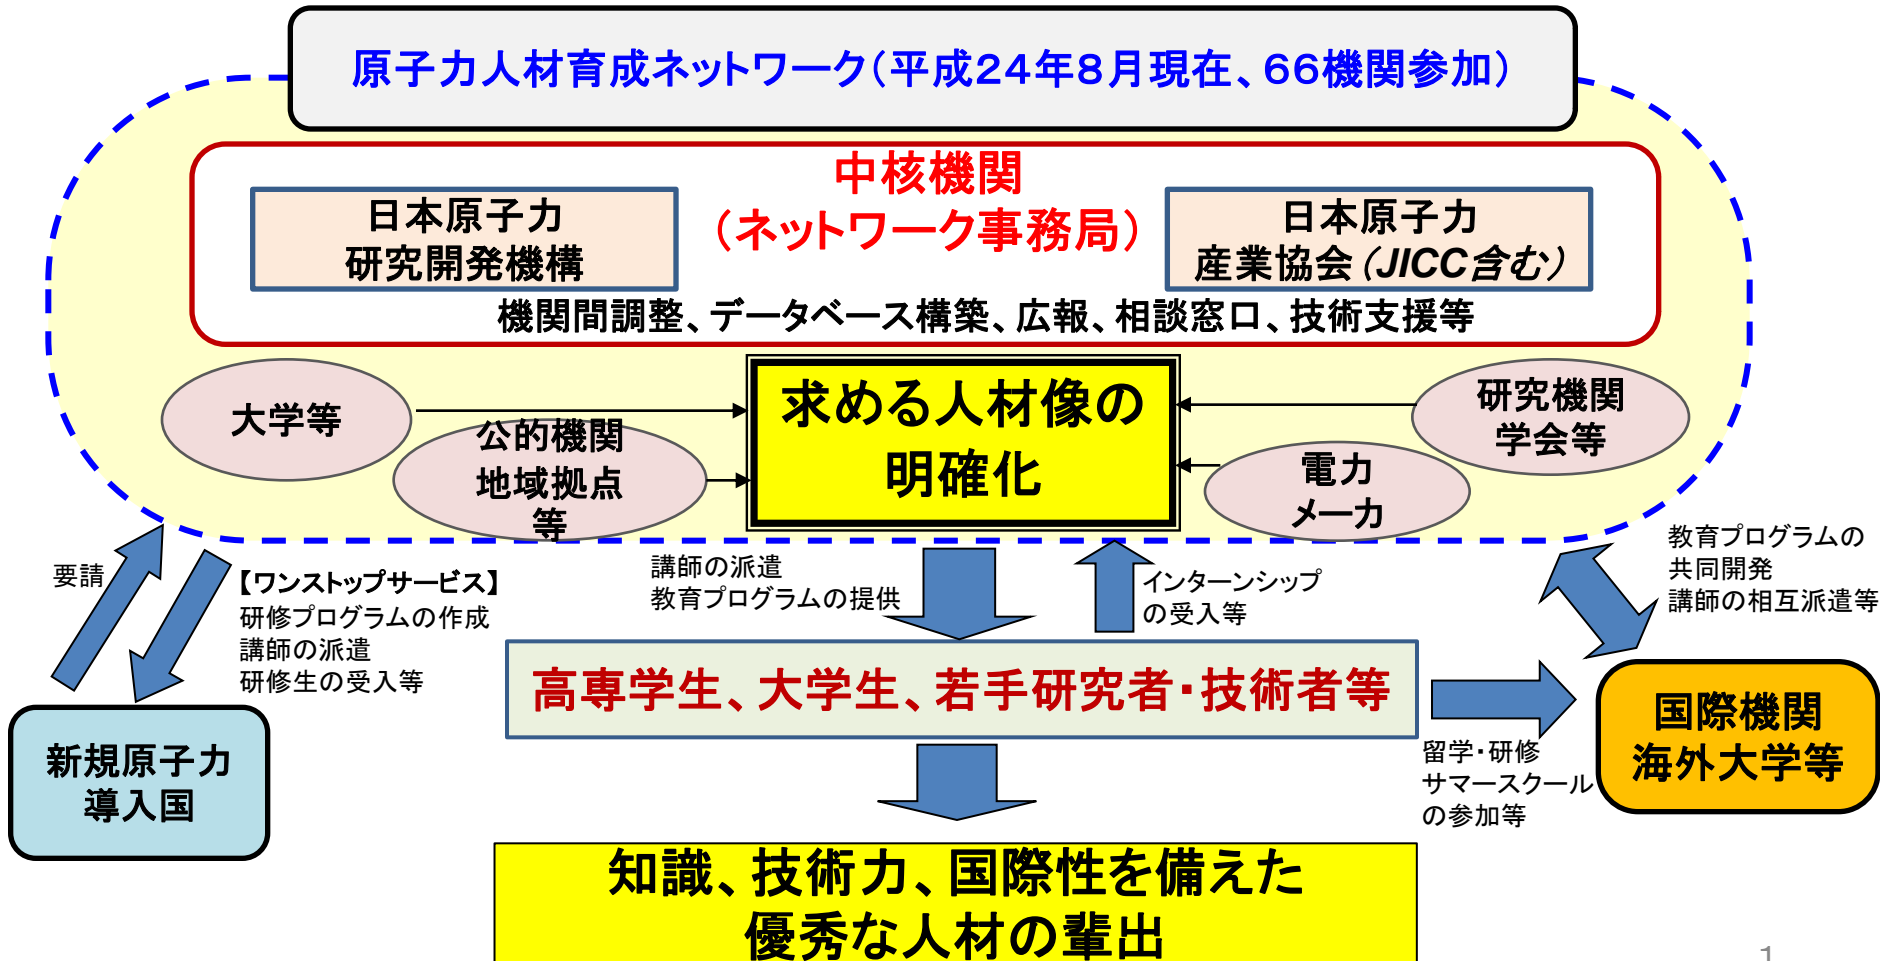 原子力人材育成ネットワーク（平成２４年８月現在、６６機関参加）
中核機関
（ネットワーク事務局）
日本原子力
研究開発機構
日本原子力
産業協会（JICC含む）
機関間調整、データベース構築、広報、相談窓口、技術支援等
大学等
公的機関
地域拠点
等
求める人材像の
明確化
研究機関
学会等
電力
メーカ
要請
【ワンストップサービス】
研修プログラムの作成
講師の派遣
研修生の受入等
講師の派遣
教育プログラムの提供
インターンシップ
の受入等
教育プログラムの
共同開発
講師の相互派遣等
高専学生、大学生、若手研究者・技術者等
新規原子力
導入国
留学・研修
サマースクール
の参加等
国際機関
海外大学等
知識、技術力、国際性を備えた
優秀な人材の輩出
1